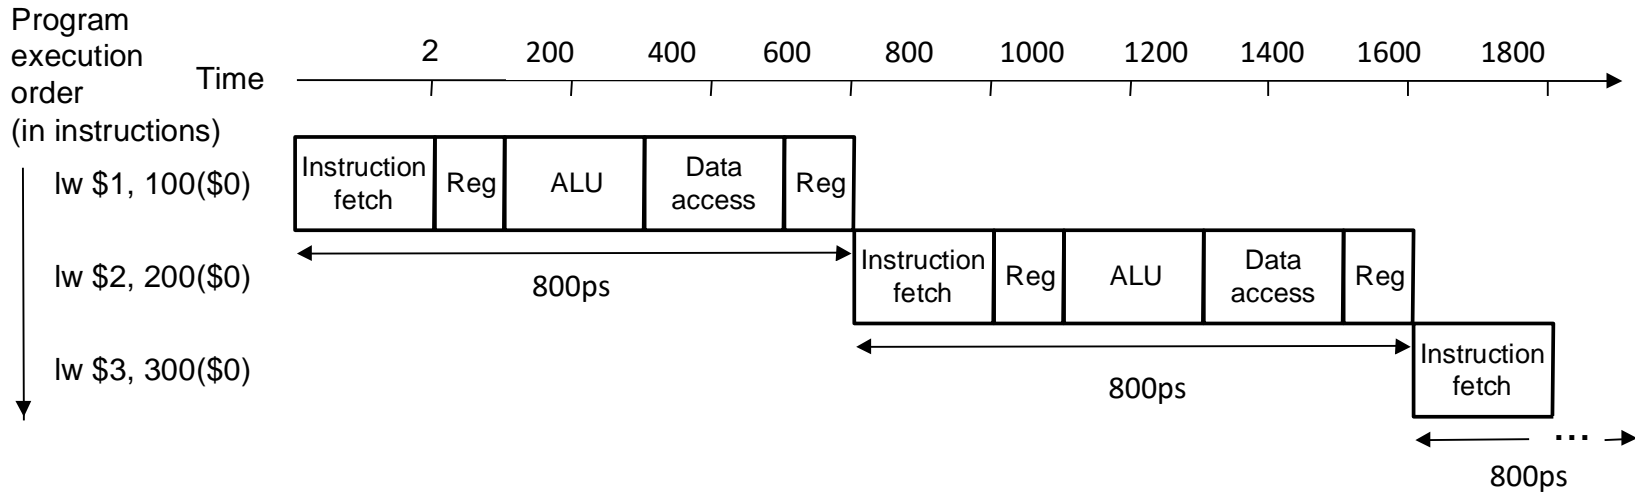 Program
execution
order
(in instructions)
Time
2 200 400 600 800 1000 1200 1400 1600 1800
lw $1, 100($0)
Instruction
fetch
Reg
ALU
Data
access
Reg
800ps
lw $2, 200($0)
Instruction
fetch
Reg
ALU
Data
access
Reg
800ps
lw $3, 300($0)
Instruction
fetch
...
800ps